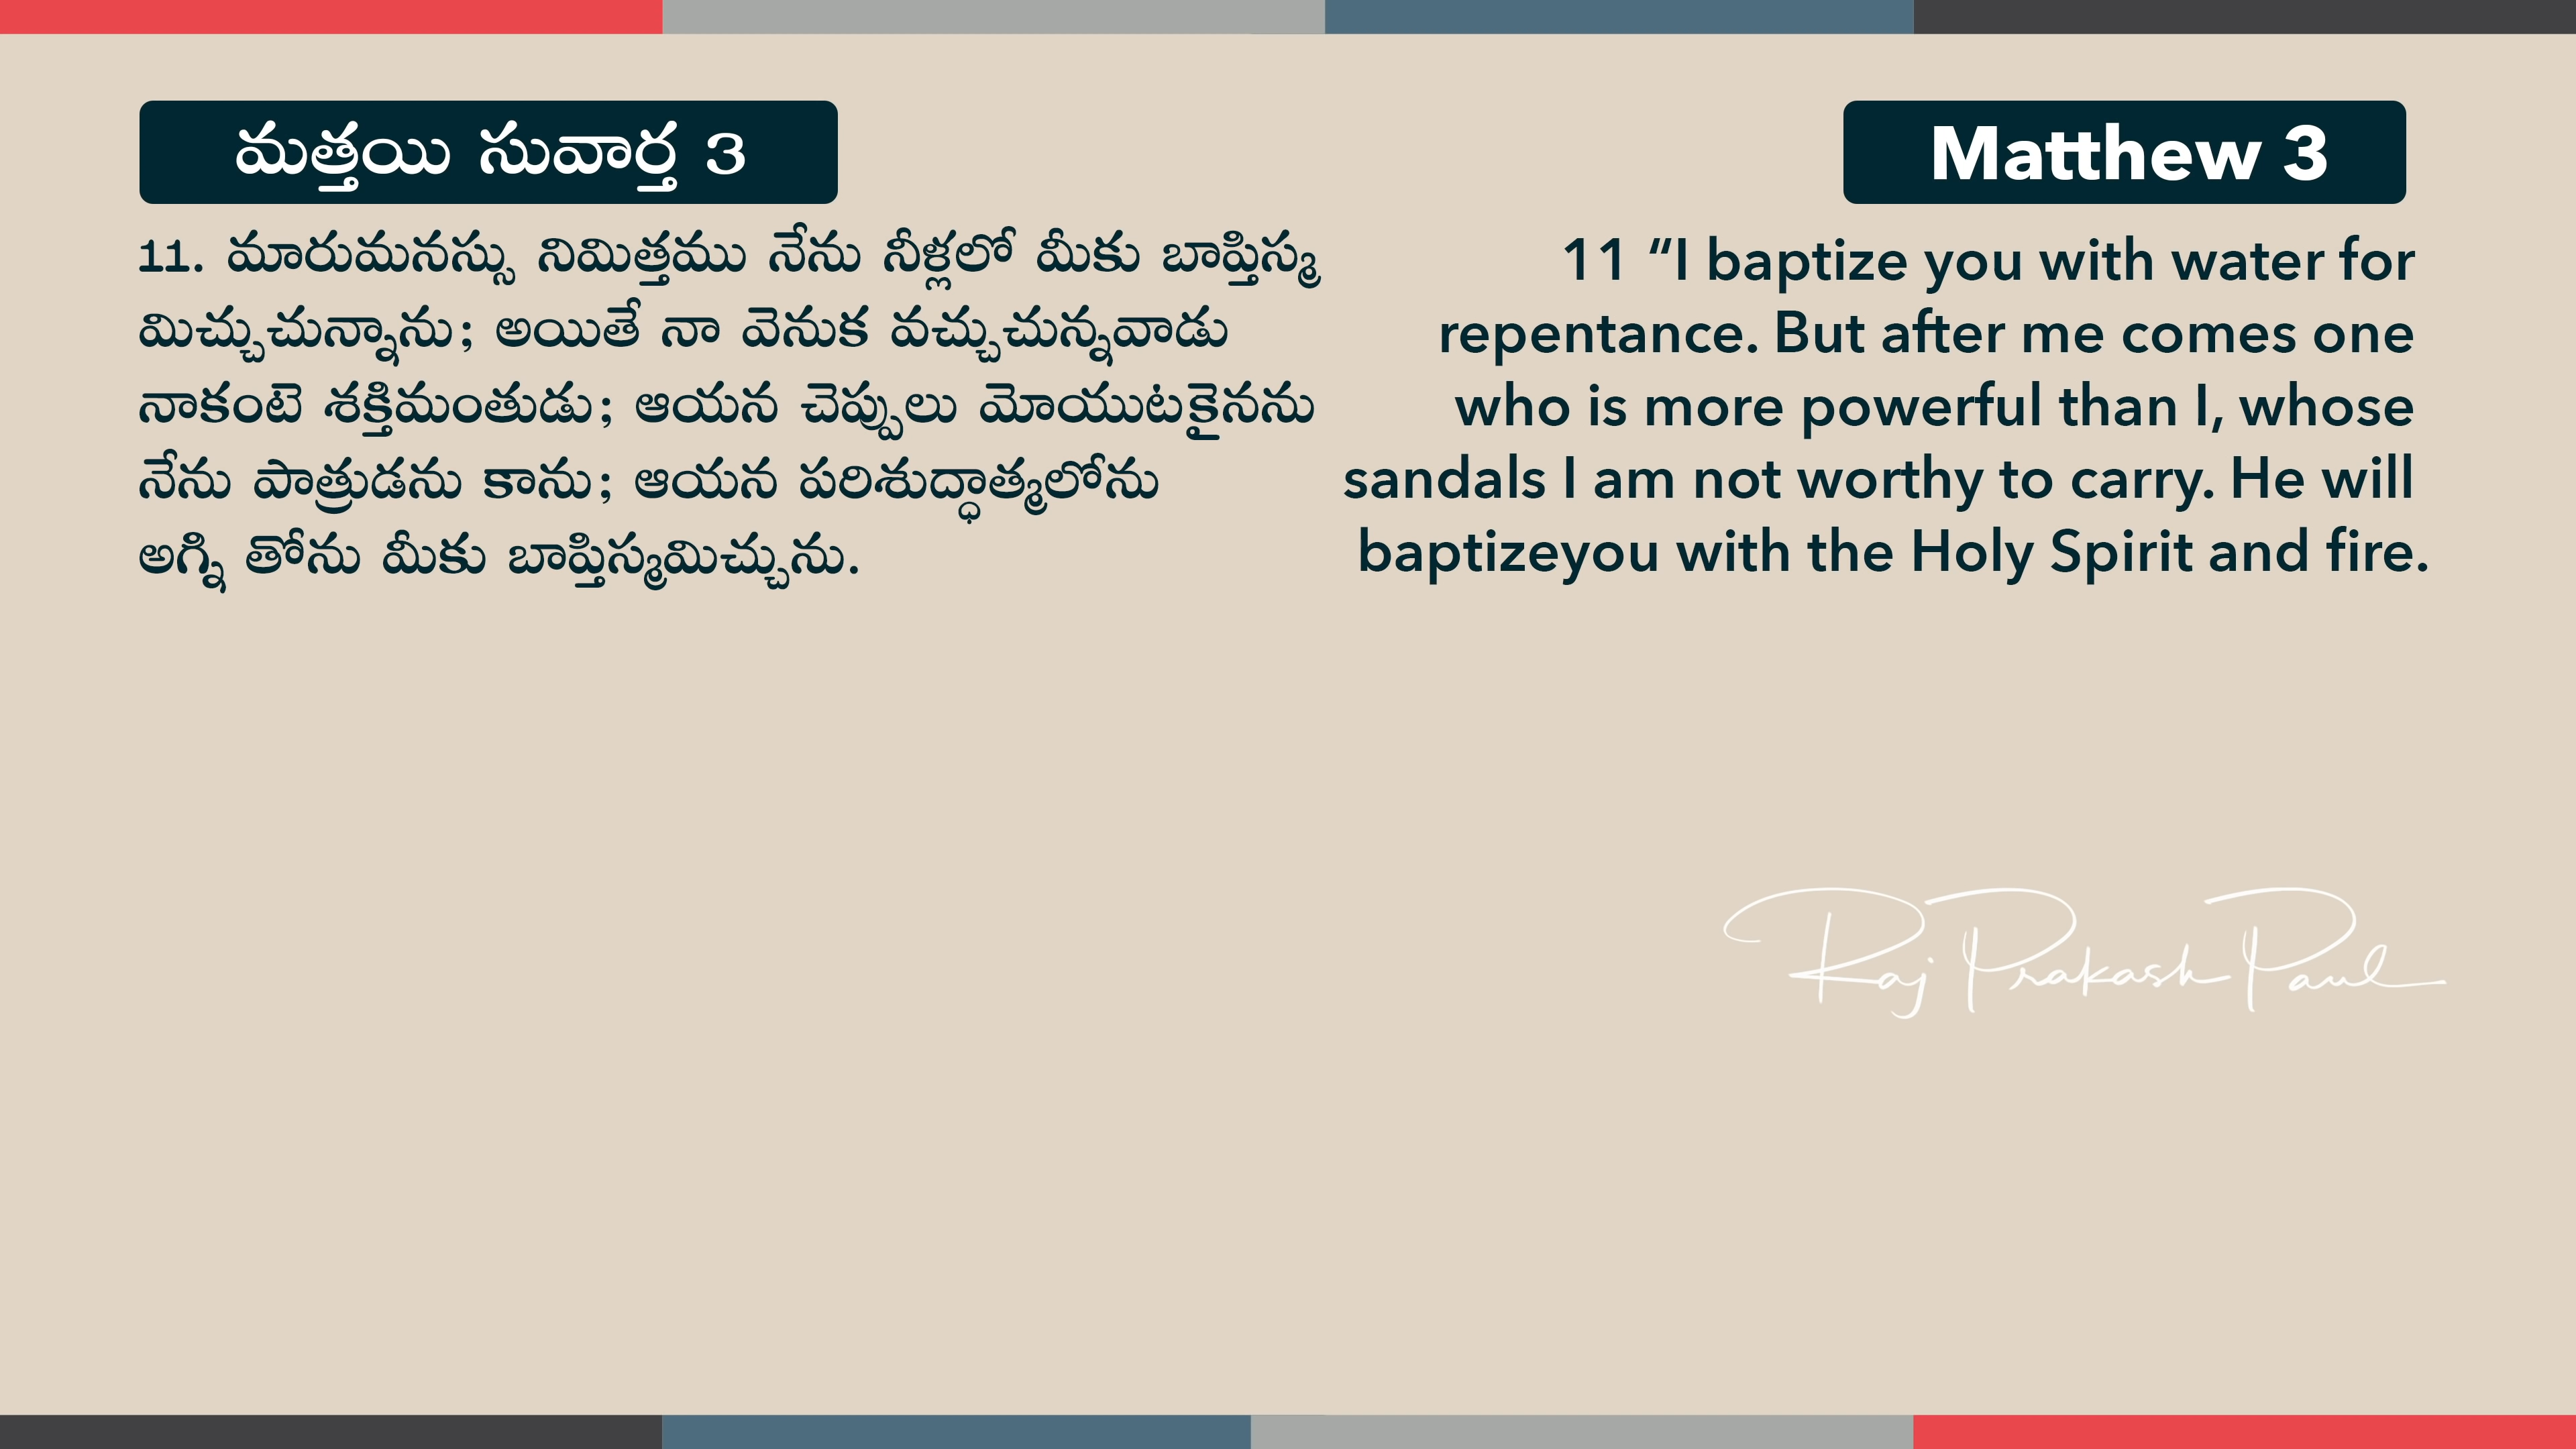 మత్తయి సువార్త 3
11. మారుమనస్సు నిమిత్తము నేను నీళ్లలో మీకు బాప్తిస్మ
మిచ్చుచున్నాను; అయితే నా వెనుక వచ్చుచున్నవాడు
నాకంటె శక్తిమంతుడు; ఆయన చెప్పులు మోయుటకైనను
నేను పాత్రుడను కాను; ఆయన పరిశుద్ధాత్మలోను
అగ్ని తోను మీకు బాప్తిస్మమిచ్చును.
Matthew 3
11 “I baptize you with water for
repentance. But after me comes one
who is more powerful than I, whose
sandals I am not worthy to carry. He will
baptizeyou with the Holy Spirit and fire.
Raj Prakash Paul